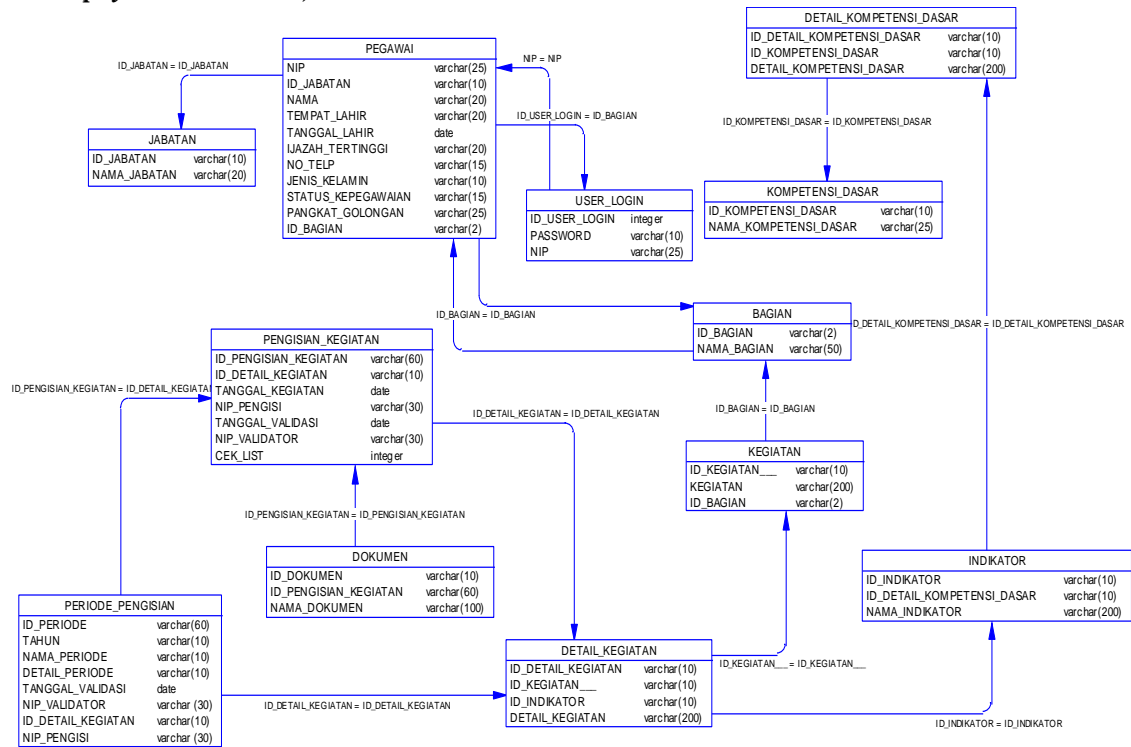 PEGAWAI
NIP varchar(25)
ID_JABATAN varchar(10)
NAMA varchar(20)
TEMPAT_LAHIR varchar(20)
TANGGAL_LAHIR date
IJAZAH_TERTINGGI varchar(20)
NO_TELP varchar(15)
JENIS_KELAMIN varchar(10)
STATUS_KEPEGAWAIAN varchar(15)
PANGKAT_GOLONGAN varchar(25)
ID_BAGIAN varchar(2)
ID_JABATAN = ID_JABATAN
JABATAN
ID_JABATAN varchar(10)
NAMA_JABATAN varchar(20)
NIP = NIP
ID_USER_LOGIN = ID_BAGIAN
USER_LOGIN
ID_USER_LOGIN integer
PASSWORD varchar(10)
NIP varchar(25)
DETAIL_KOMPETENSI_DASAR
ID_DETAIL_KOMPETENSI_DASAR varchar(10)
ID_KOMPETENSI_DASAR varchar(10)
DETAIL_KOMPETENSI_DASAR varchar(200)
ID_KOMPETENSI_DASAR = ID_KOMPETENSI_DASAR
KOMPETENSI_DASAR
ID_KOMPETENSI_DASAR varchar(10)
NAMA_KOMPETENSI_DASAR varchar(25)
ID_BAGIAN = ID_BAGIAN
BAGIAN
ID_BAGIAN varchar(2)
NAMA_BAGIAN varchar(50)
D_DETAIL_KOMPETENSI_DASAR = ID_DETAIL_KOMPETENSI_DASAR
PENGISIAN_KEGIATAN
ID_PENGISIAN_KEGIATAN varchar(60)
ID_DETAIL_KEGIATAN varchar(10)
TANGGAL_KEGIATAN date
NIP_PENGISI varchar(30)
TANGGAL_VALIDASI date
NIP_VALIDATOR varchar(30)
CEK_LIST integer
ID_PENGISIAN_KEGIATAN = ID_DETAIL_KEGIATAN
ID_DETAIL_KEGIATAN = ID_DETAIL_KEGIATAN
ID_BAGIAN = ID_BAGIAN
KEGIATAN
ID_KEGIATAN___ varchar(10)
KEGIATAN varchar(200)
ID_BAGIAN varchar(2)
ID_PENGISIAN_KEGIATAN = ID_PENGISIAN_KEGIATAN
DOKUMEN
ID_DOKUMEN varchar(10)
ID_PENGISIAN_KEGIATAN varchar(60)
NAMA_DOKUMEN varchar(100)
INDIKATOR
ID_INDIKATOR varchar(10)
ID_DETAIL_KOMPETENSI_DASAR varchar(10)
NAMA_INDIKATOR varchar(200)
PERIODE_PENGISIAN
ID_PERIODE varchar(60)
TAHUN varchar(10)
NAMA_PERIODE varchar(10)
DETAIL_PERIODE varchar(10)
TANGGAL_VALIDASI date
NIP_VALIDATOR varchar (30)
ID_DETAIL_KEGIATAN varchar(10)
NIP_PENGISI varchar (30)
ID_DETAIL_KEGIATAN = ID_DETAIL_KEGIATAN
DETAIL_KEGIATAN
ID_DETAIL_KEGIATAN varchar(10)
ID_KEGIATAN___ varchar(10)
ID_INDIKATOR varchar(10)
DETAIL_KEGIATAN varchar(200)
ID_KEGIATAN___ = ID_KEGIATAN___
ID_INDIKATOR = ID_INDIKATOR